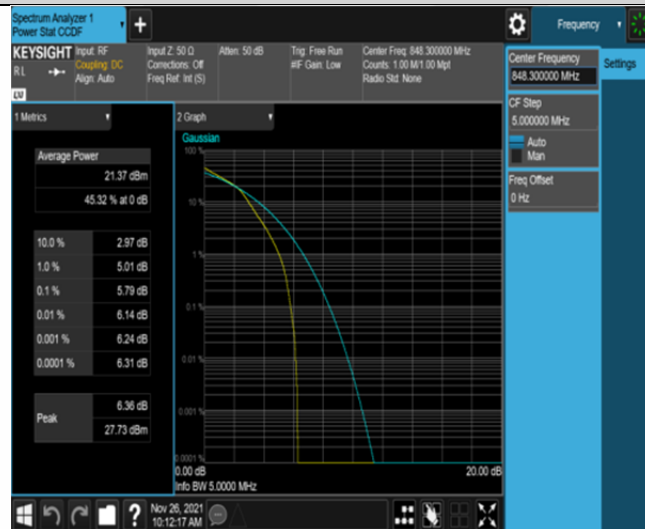 Spectrum Analyzer 1
Power Stat CCDF
Frequency
KEYSIGHT
RL
LXI
Input: RF
Coupling: DC
Align: Auto
Input Z: 50 Ω
Corrections: Off
Freq Ref: Int (S)
Atten: 50 dB
Trig: Free Run
#IF Gain: Low
Center Freq: 848.300000 MHz
Counts: 1.00 M/1.00 Mpt
Radio Std: None
Center Frequency
848.300000 MHz
Settings
CF Step
5.000000 MHz
Auto
Man
Freq Offset
0 Hz
1 Metrics
Average Power
21.37 dBm
45.32 % at 0 dB
10.0 % 2.97 dB
1.0 % 5.01 dB
0.1 % 5.79 dB
0.01 % 6.14 dB
0.001 % 6.24 dB
0.0001 % 6.31 dB
Peak
6.36 dB
27.73 dBm
2 Graph
Gaussian
100 %
10 %
1 %
0.1 %
0.01 %
0.001 %
0.0001 %
0.00 dB 20.00 dB
Info BW 5.0000 MHz
?
Nov 26, 2021
10:12:17 AM